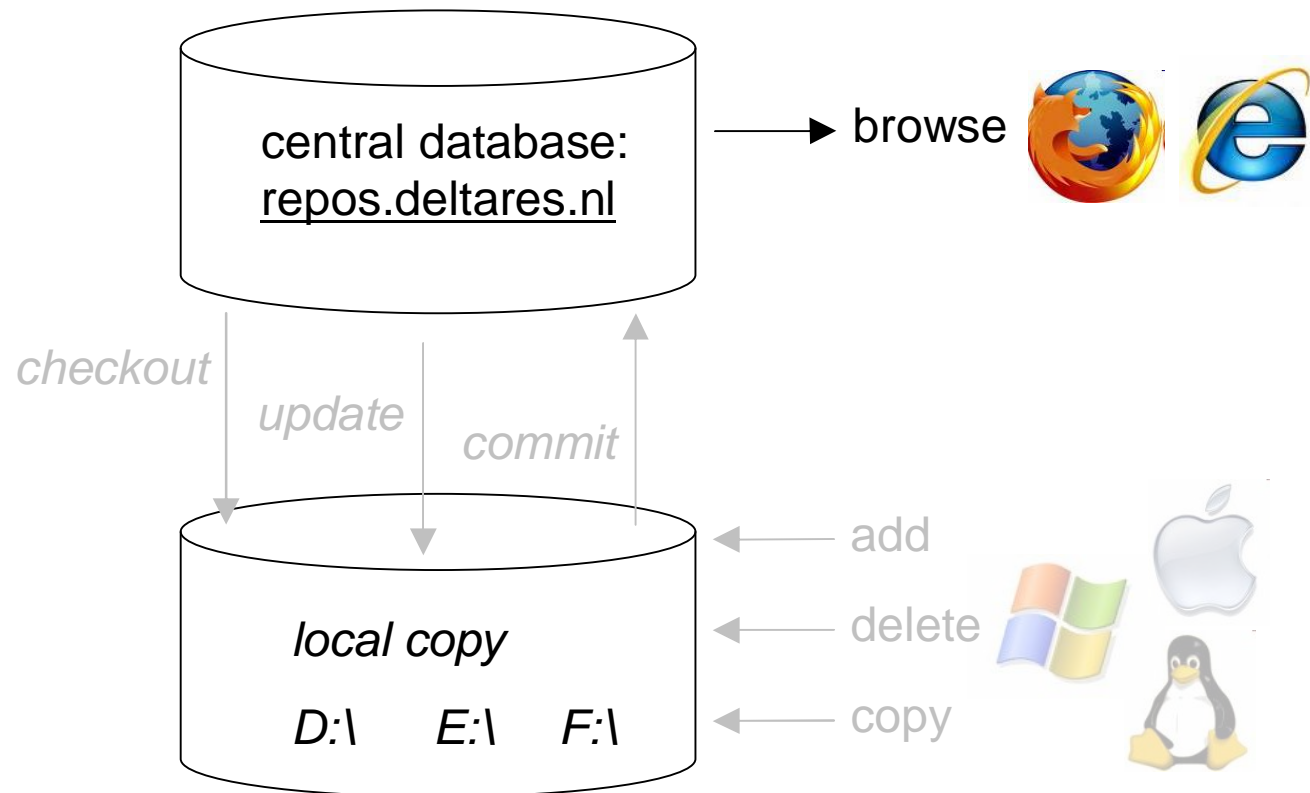 central database:
repos.deltares.nl
browse
checkout
update
commit
add
delete
copy
local copy
D:\ E:\ F:\